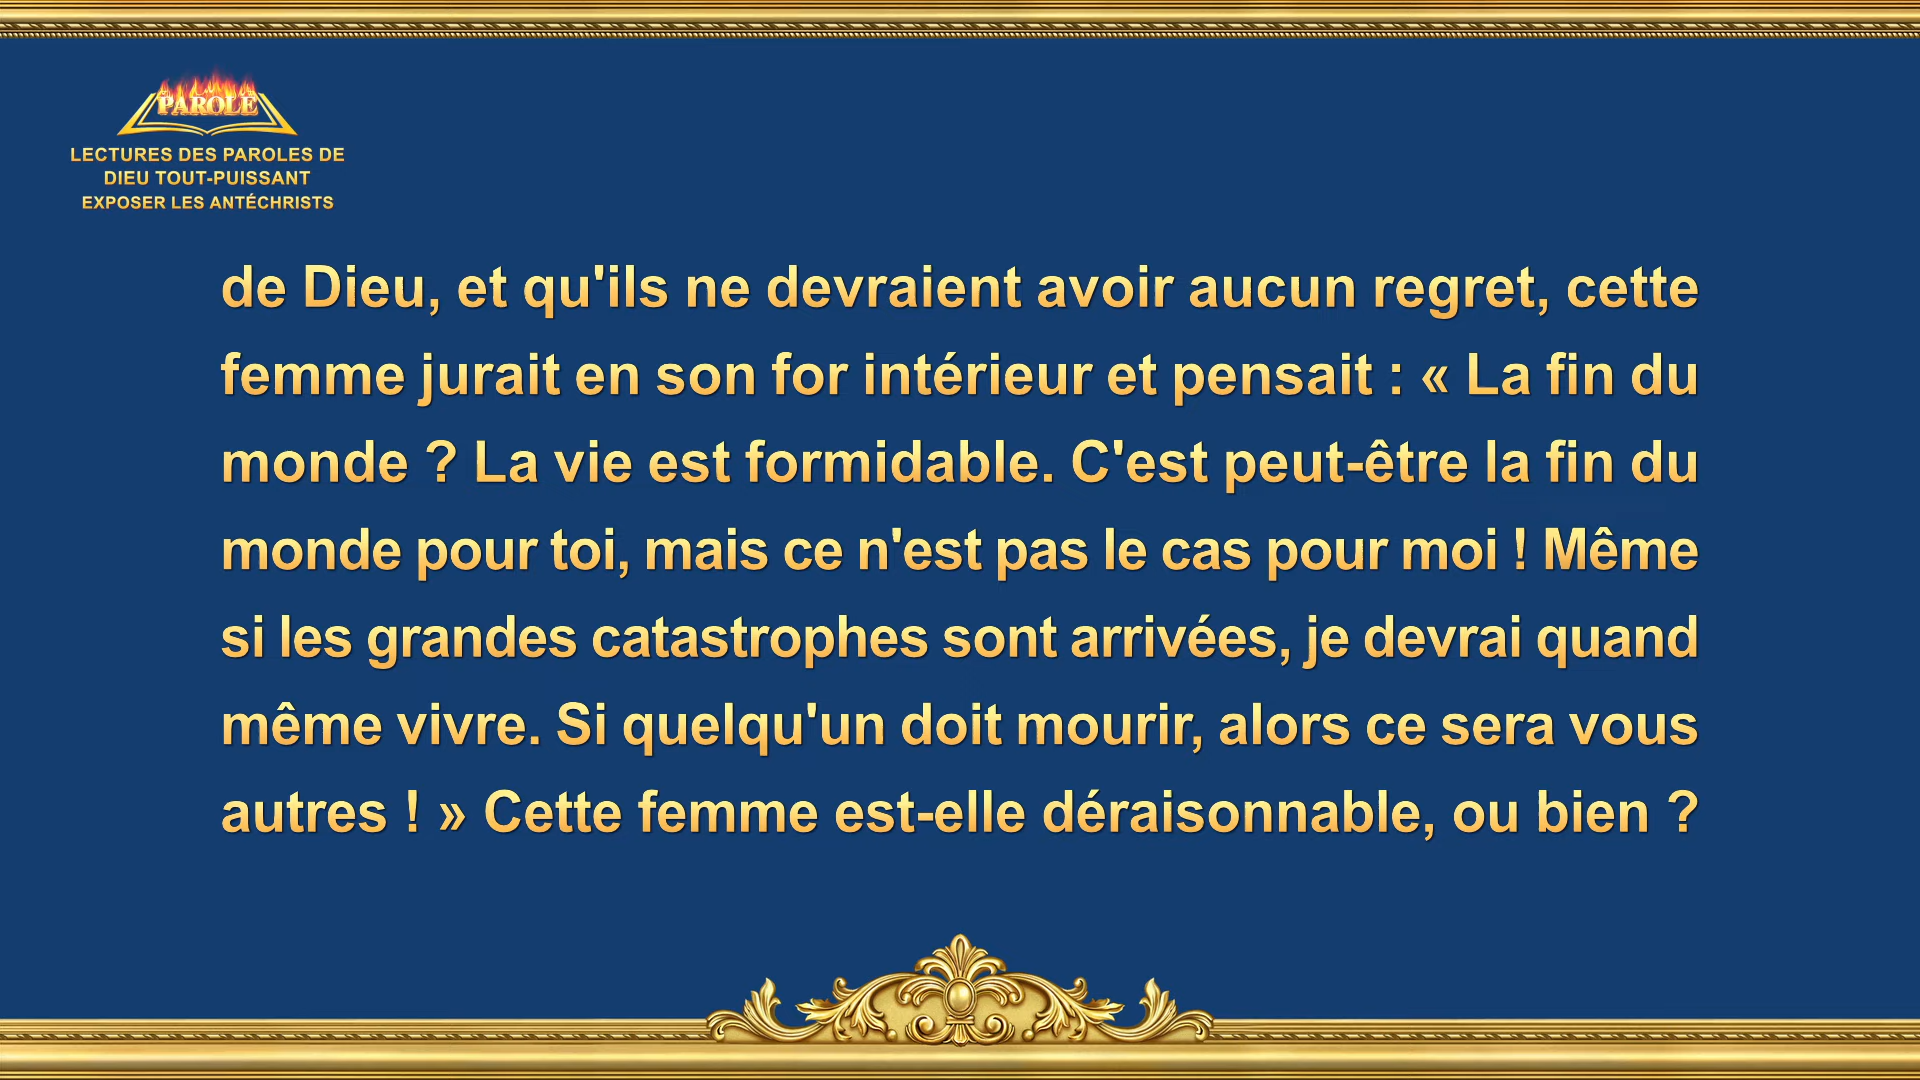 PAROLE
LECTURES DES PAROLES DE
DIEU TOUT-PUISSANT
EXPOSER LES ANTÉCHRISTS
de Dieu, et qu'ils ne devraient avoir aucun regret, cette
femme jurait en son for intérieur et pensait : « La fin du
monde ? La vie est formidable. C'est peut-être la fin du
monde pour toi, mais ce n'est pas le cas pour moi ! Même
si les grandes catastrophes sont arrivées, je devrai quand
même vivre. Si quelqu'un doit mourir, alors ce sera vous
autres ! » Cette femme est-elle déraisonnable, ou bien ?